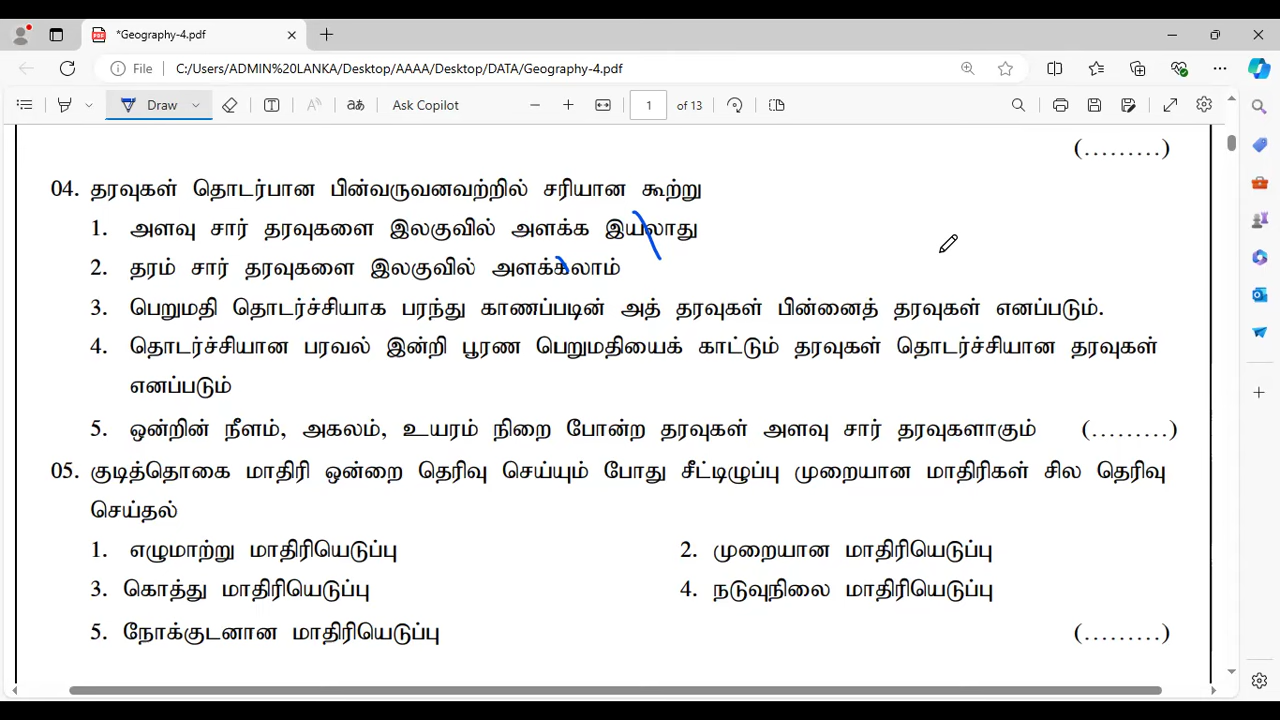 *Geography-4.pdf
File C:/Users/ADMIN%20LANKA/Desktop/AAAA/Desktop/DATA/Geography-4.pdf
Draw Ask Copilot 1 of 13
(.........)
04. தரவுகள் தொடர்பான பின்வருவனவற்றில் சரியான கூற்று
1. அளவு சார் தரவுகளை இலகுவில் அளக்க இயலாது
2. தரம் சார் தரவுகளை இலகுவில் அளக்கலாம்
3. பெறுமதி தொடர்ச்சியாக பரந்து காணப்படின் அத் தரவுகள் பின்னைத் தரவுகள் எனப்படும்.
4. தொடர்ச்சியான பரவல் இன்றி பூரண பெறுமதியைக் காட்டும் தரவுகள் தொடர்ச்சியான தரவுகள்
எனப்படும்
5. ஒன்றின் நீளம், அகலம், உயரம் நிறை போன்ற தரவுகள் அளவு சார் தரவுகளாகும் (.........)
05. குடித்தொகை மாதிரி ஒன்றை தெரிவு செய்யும் போது சீட்டிழுப்பு முறையான மாதிரிகள் சில தெரிவு
செய்தல்
1. எழுமாற்று மாதிரியெடுப்பு 2. முறையான மாதிரியெடுப்பு
3. கொத்து மாதிரியெடுப்பு 4. நடுவுநிலை மாதிரியெடுப்பு
5. நோக்குடனான மாதிரியெடுப்பு (.........)